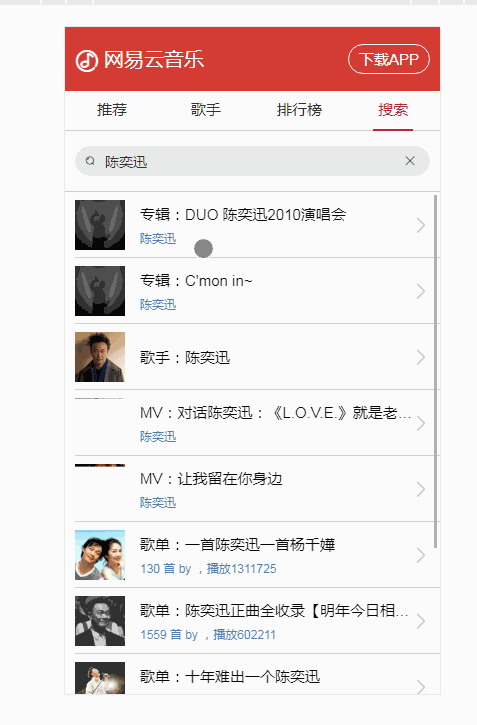 网易云音乐
下载APP
推荐
歌手
排行榜
搜索
陈奕迅
专辑：DUO 陈奕迅2010演唱会
陈奕迅
专辑：C'mon in~
陈奕迅
歌手：陈奕迅
MV：对话陈奕迅：《L.O.V.E.》就是老…
陈奕迅
MV：让我留在你身边
陈奕迅
歌单：一首陈奕迅一首杨千嬅
130 首 by ，播放1311725
歌单：陈奕迅正曲全收录【明年今日相…
1559 首 by ，播放602211
歌单：十年难出一个陈奕迅